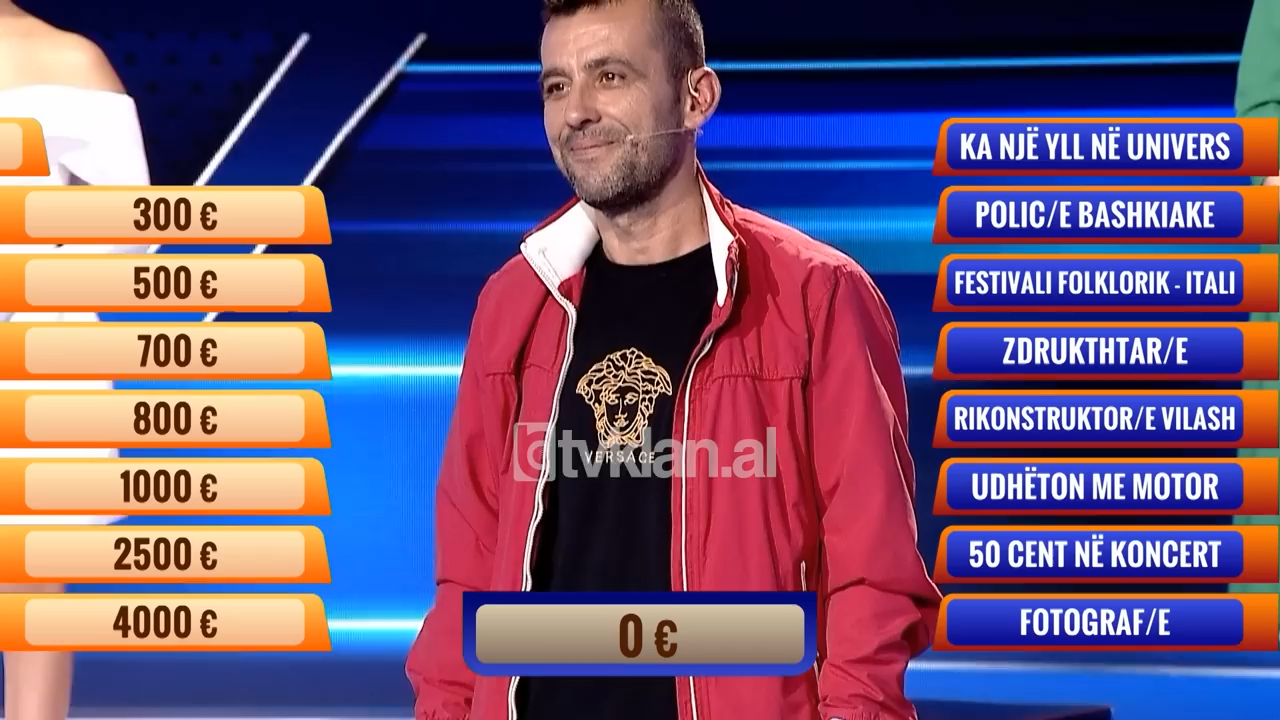 300 €
500 €
700 €
800 €
1000 €
2500 €
4000 €
VERSACE
tvklan.al
0 €
KA NJË YLL NË UNIVERS
POLIC/E BASHKIAKE
FESTIVALI FOLKLORIK - ITALI
ZDRUKTHTAR/E
RIKONSTRUKTOR/E VILASH
UDHËTON ME MOTOR
50 CENT NË KONCERT
FOTOGRAF/E